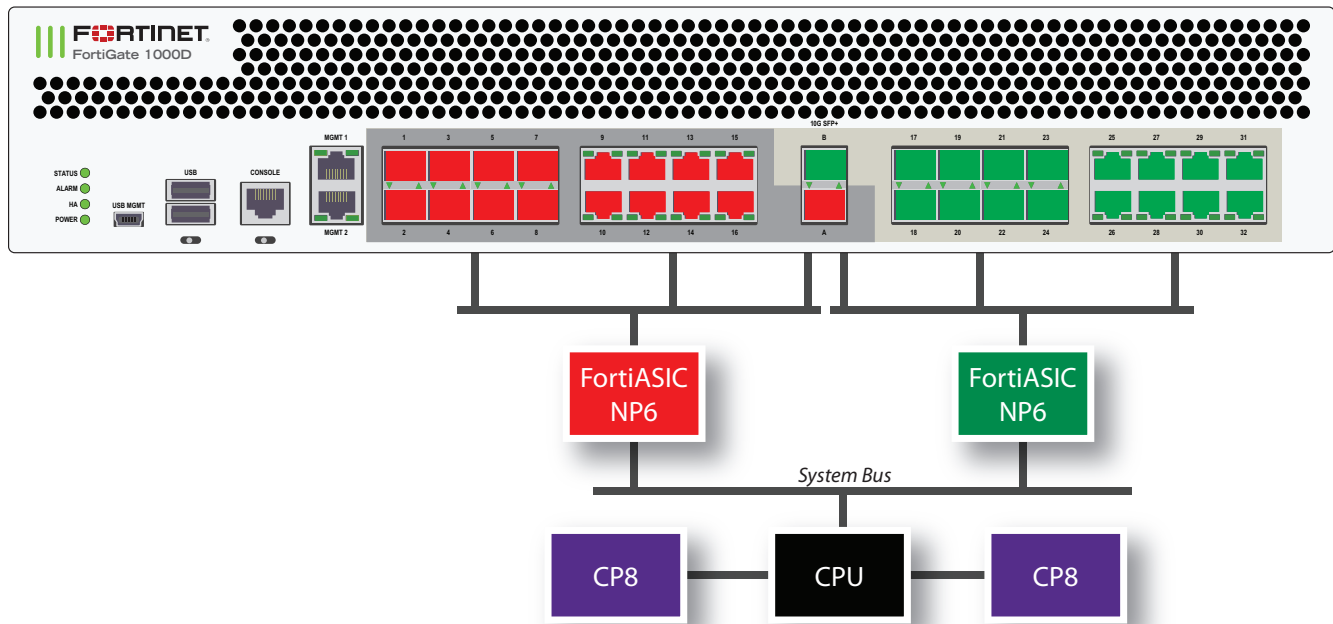 FORTINET
FortiGate 1000D
10G SFP+
MGMT 1
1 3 5 7
9 11 13 15
B
17 19 21 23
25 27 29 31
STATUS
ALARM
HA
POWER
USB MGMT
USB
CONSOLE
MGMT 2
2 4 6 8
10 12 14 16
A
18 20 22 24
26 28 30 32
FortiASIC
NP6
FortiASIC
NP6
System Bus
CP8
CPU
CP8